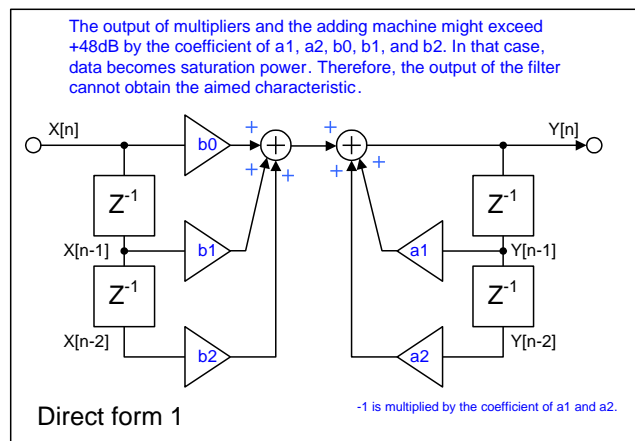 The output of multipliers and the adding machine might exceed
+48dB by the coefficient of a1, a2, b0, b1, and b2. In that case,
data becomes saturation power. Therefore, the output of the filter
cannot obtain the aimed characteristic.
X[n]
Y[n]
b0
+
+
+
+
+
+
+
+
Z-1
Z-1
X[n-1]
b1
a1
Y[n-1]
Z-1
Z-1
X[n-2]
b2
a2
Y[n-2]
Direct form 1
-1 is multiplied by the coefficient of a1 and a2.